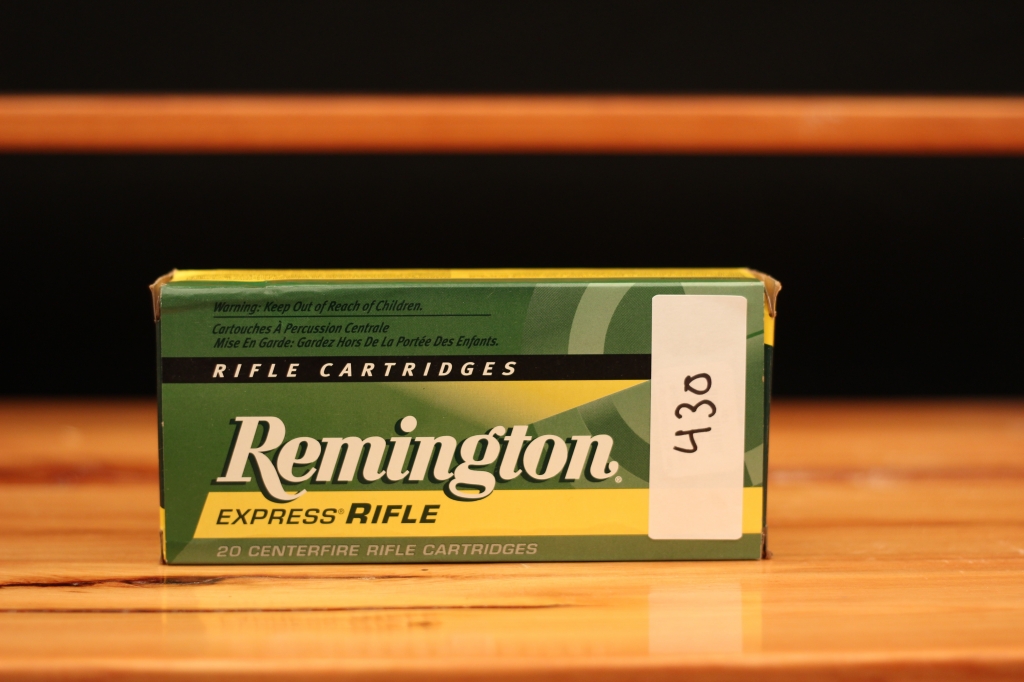 Warning: Keep Out of Reach of Children.
Cartouches À Percussion Centrale
Mise En Garde: Gardez Hors De La Portée Des Enfants.
RIFLE CARTRIDGES
Remington®
EXPRESS® RIFLE
20 CENTERFIRE RIFLE CARTRIDGES
430